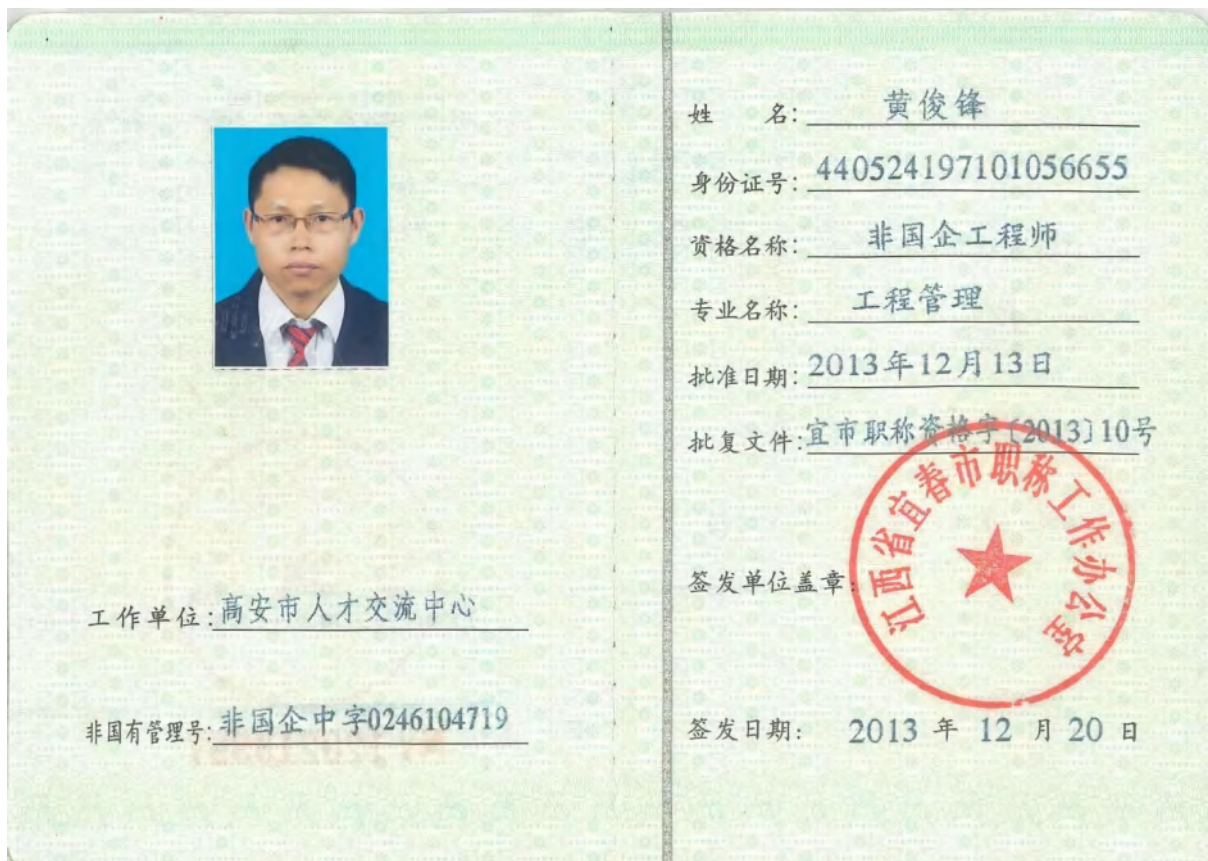 工作单位:高安市人才交流中心
非国有管理号:非国企中字0246104719
姓 名:黄俊锋
身份证号:440524197101056655
资格名称:非国企工程师
专业名称:工程管理
批准日期:2013年12月13日
批复文件:宜市职称资格字〔2013〕10号
江西省宜春市职称工作办公室
签发单位盖章:
签发日期: 2013 年 12 月 20 日